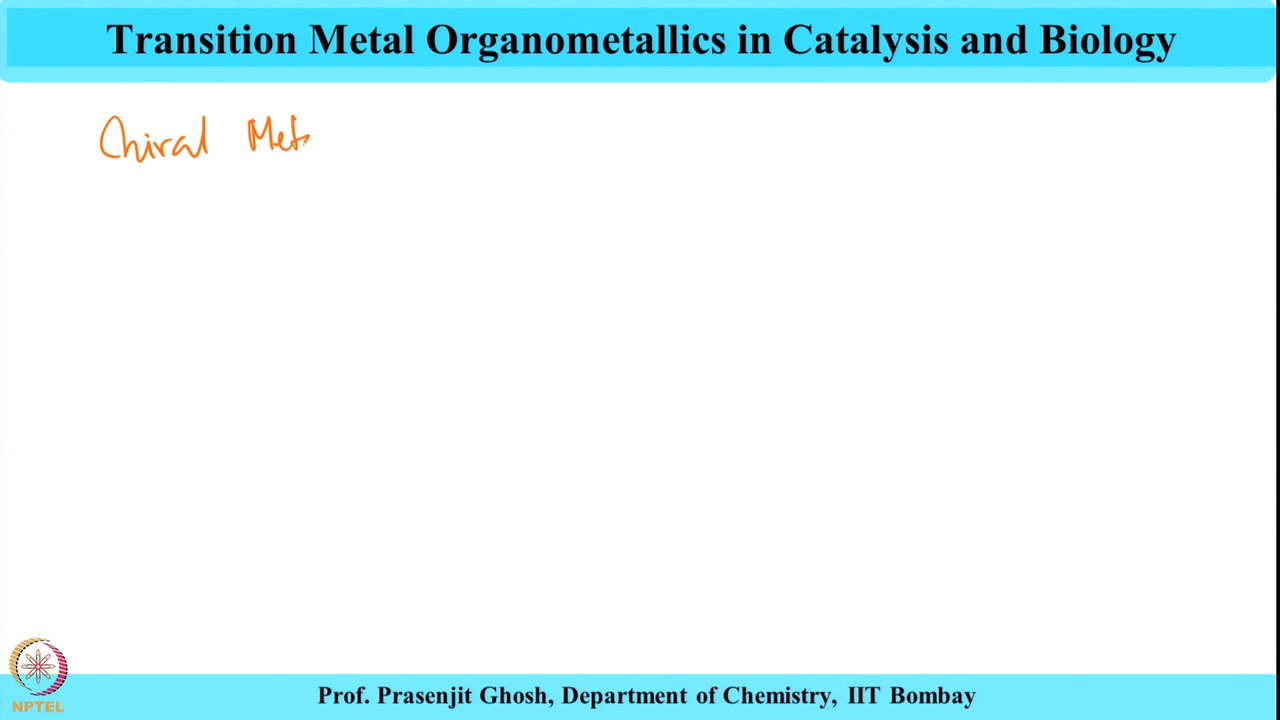 Transition Metal Organometallics in Catalysis and Biology
Chiral Met
Prof. Prasenjit Ghosh, Department of Chemistry, IIT Bombay
NPTEL